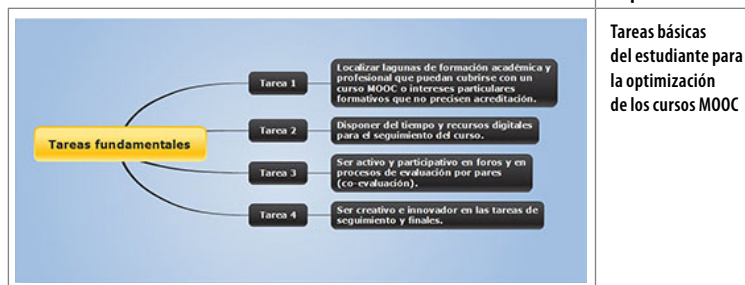 Tareas básicas
del estudiante para
la optimización
de los cursos MOOC
Tareas fundamentales
Tarea 1
Localizar lagunas de formación académica y
profesional que puedan cubrirse con un
curso MOOC o intereses particulares
formativos que no precisen acreditación.
Tarea 2
Disponer del tiempo y recursos digitales
para el seguimiento del curso.
Tarea 3
Ser activo y participativo en foros y en
procesos de evaluación por pares
(co-evaluación).
Tarea 4
Ser creativo e innovador en las tareas de
seguimiento y finales.